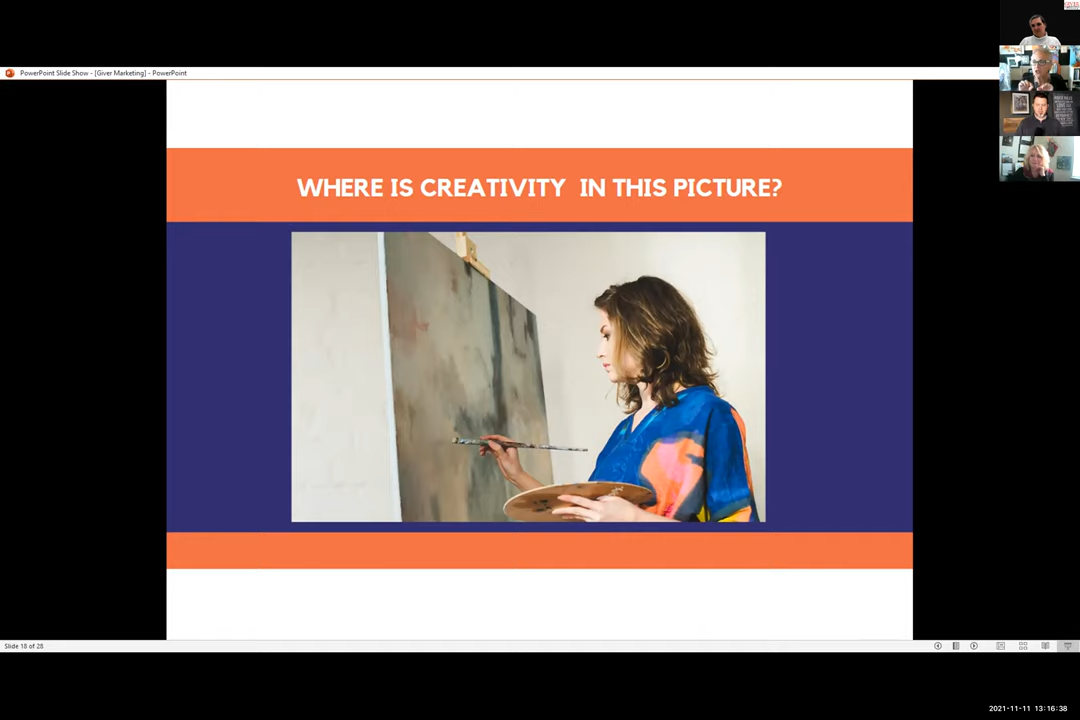 PowerPoint Slide Show - [Giver Marketing] - PowerPoint
GIVER
WHERE IS CREATIVITY  IN THIS PICTURE?
Slide 18 of 28
2021-11-11  13:16:38